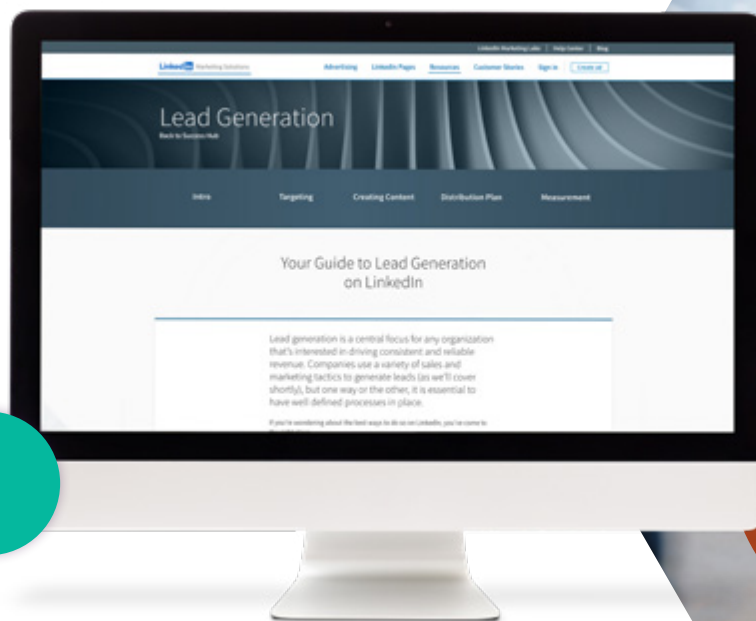 LinkedIn Marketing Labs | Help Center | Blog
Linked in Marketing Solutions
Advertising LinkedIn Pages Resources Customer Stories Sign in Create ad
Lead Generation
Back to Success Hub
Intro Targeting Creating Content Distribution Plan Measurement
Your Guide to Lead Generation
on LinkedIn
Lead generation is a central focus for any organization
that's interested in driving consistent and reliable
revenue. Companies use a variety of sales and
marketing tactics to generate leads (as we'll cover
shortly), but one way or the other, it is essential to
have well defined processes in place.
If you're wondering about the best ways to do so on LinkedIn, you've come to